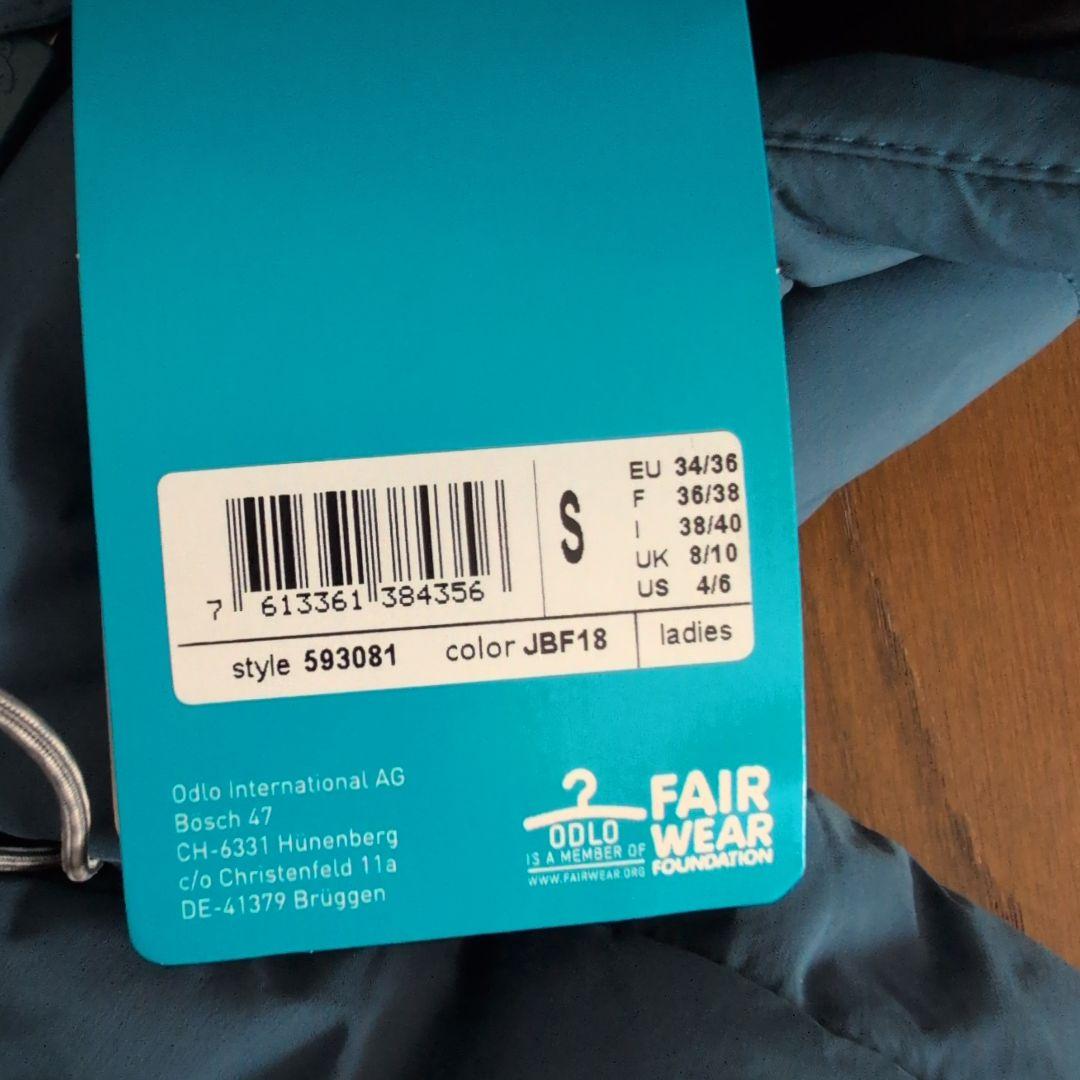 7 613361 384356
S
EU 34/36
F 36/38
I 38/40
UK 8/10
US 4/6
style 593081 color JBF18 ladies
Odlo International AG
Bosch 47
CH-6331 Hünenberg
c/o Christenfeld 11a
DE-41379 Brüggen
ODLO
IS A MEMBER OF
WWW.FAIRWEAR.ORG
FAIR
WEAR
FOUNDATION